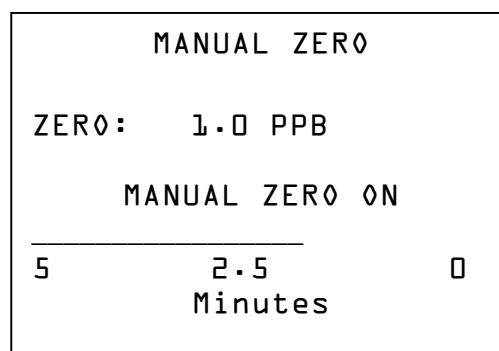 MANUAL ZERO
ZERO: 1.0 PPB
MANUAL ZERO ON
5 2.5 0
Minutes